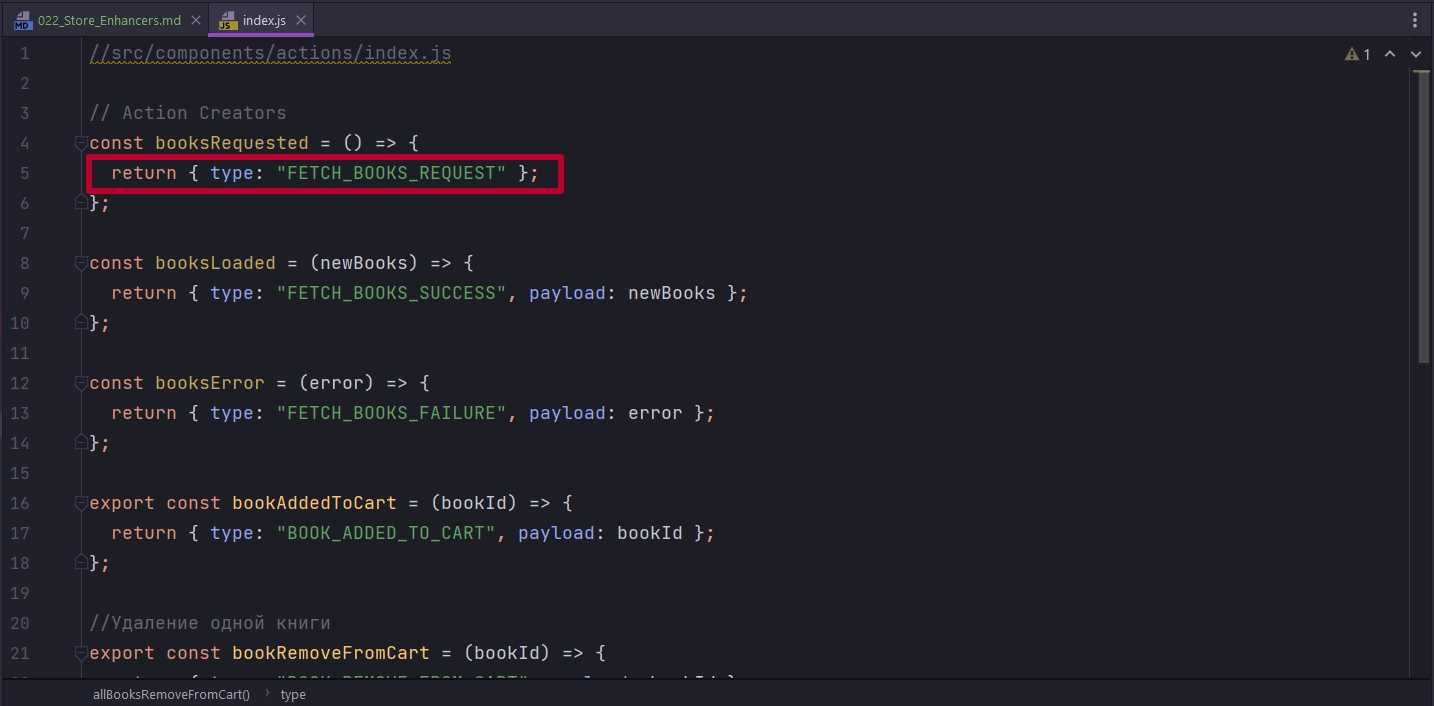 022_Store_Enhancers.md index.js
1 //src/components/actions/index.js 1
2
3 // Action Creators
4 const booksRequested = () => {
5 return { type: "FETCH_BOOKS_REQUEST" };
6 };
7
8 const booksLoaded = (newBooks) => {
9 return { type: "FETCH_BOOKS_SUCCESS", payload: newBooks };
10 };
11
12 const booksError = (error) => {
13 return { type: "FETCH_BOOKS_FAILURE", payload: error };
14 };
15
16 export const bookAddedToCart = (bookId) => {
17 return { type: "BOOK_ADDED_TO_CART", payload: bookId };
18 };
19
20 //Удаление одной книги
21 export const bookRemoveFromCart = (bookId) => {
allBooksRemoveFromCart() type